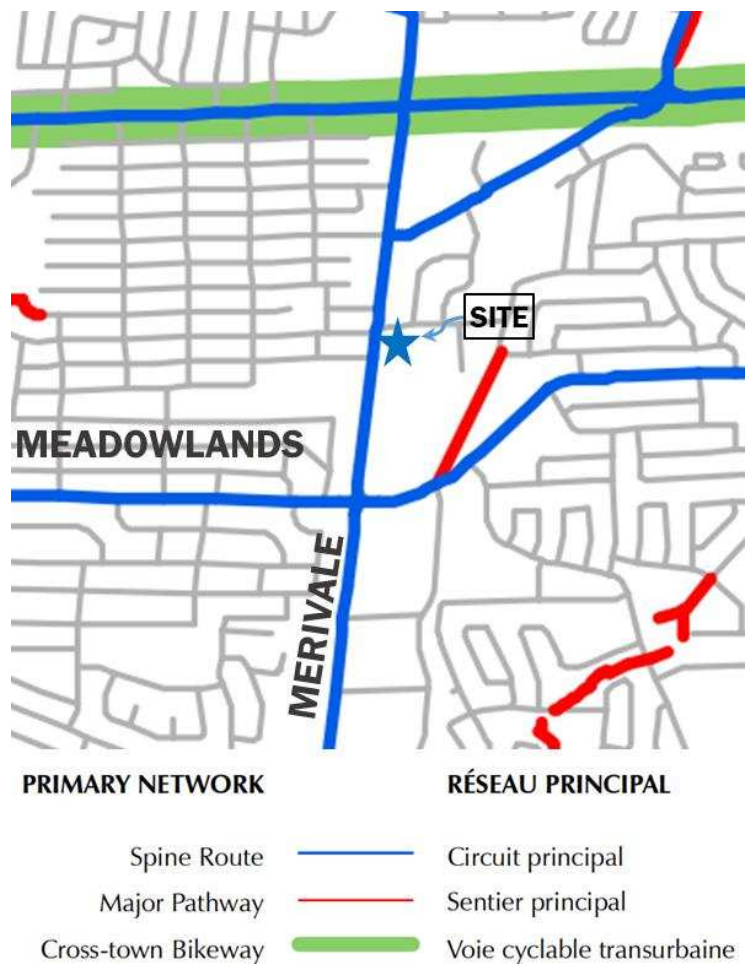 SITE
MEADOWLANDS
MERIVALE
PRIMARY NETWORK
RÉSEAU PRINCIPAL
Spine Route
Circuit principal
Major Pathway
Sentier principal
Cross-town Bikeway
Voie cyclable transurbaine